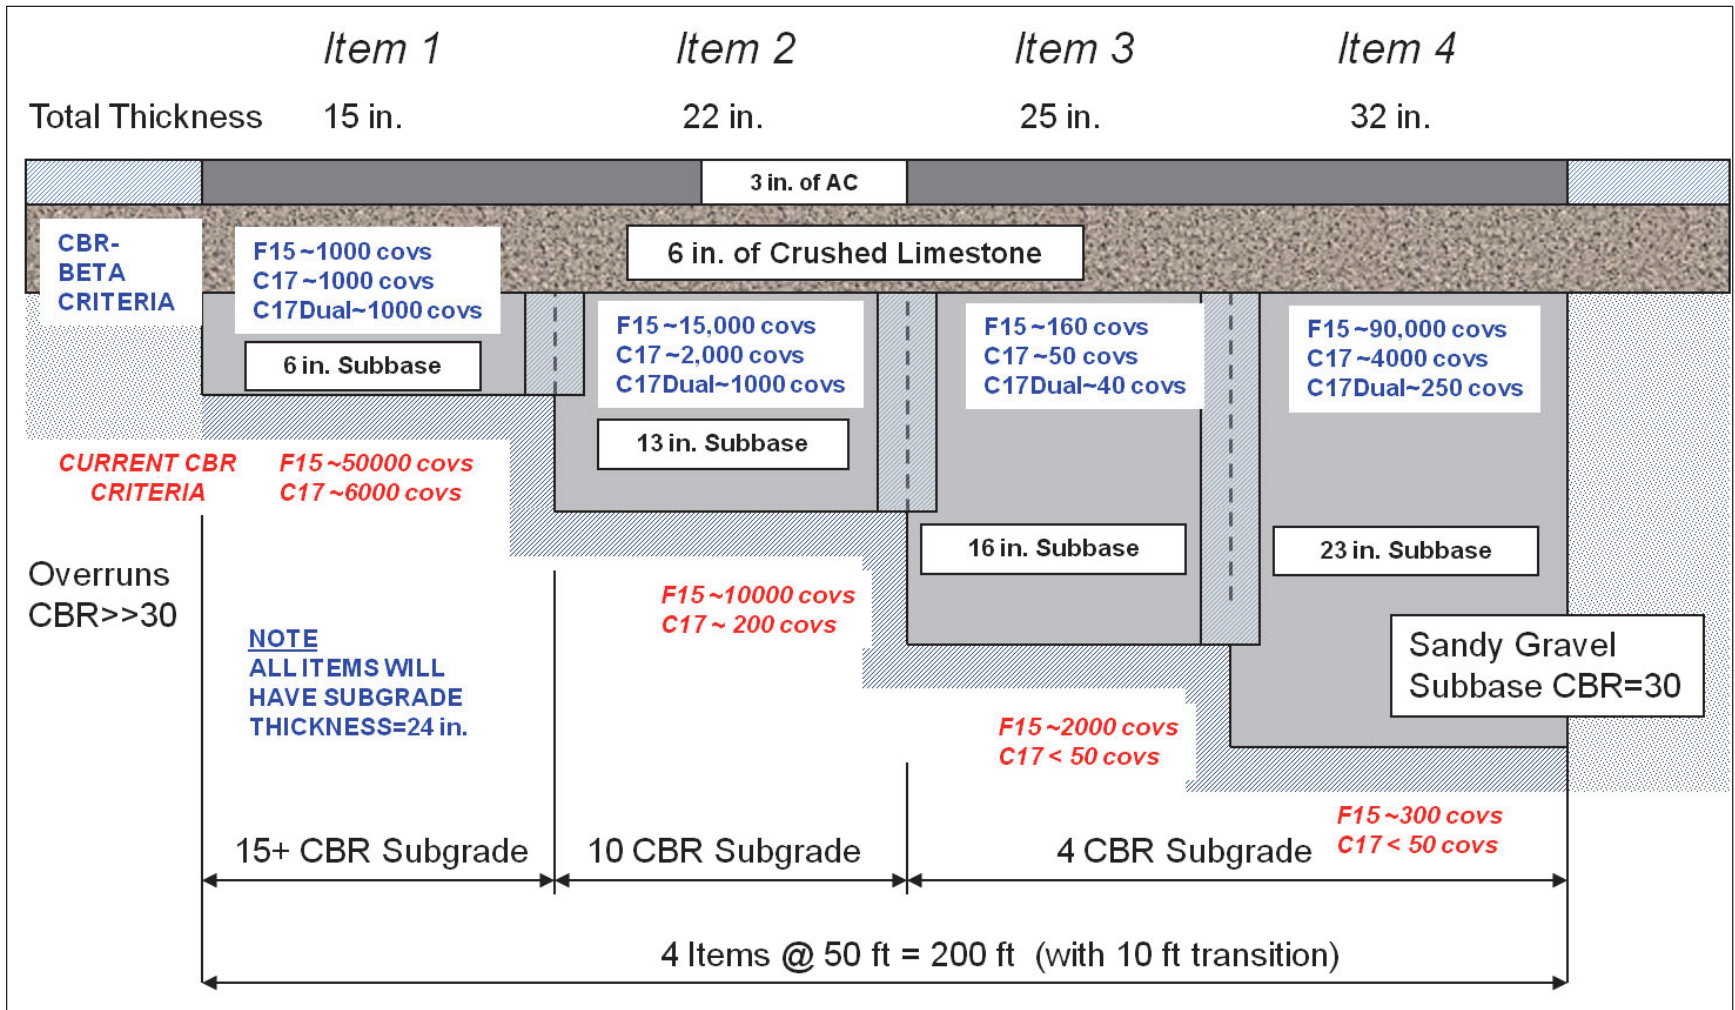 Item 1
Item 2
Item 3
Item 4
Total Thickness
15 in.
22 in.
25 in.
32 in.
3 in. of AC
6 in. of Crushed Limestone
CBR-
BETA
CRITERIA
F15~1000 covs
C17~1000 covs
C17Dual~1000 covs
6 in. Subbase
F15~15,000 covs
C17~2,000 covs
C17Dual~1000 covs
13 in. Subbase
F15~160 covs
C17~50 covs
C17Dual~40 covs
16 in. Subbase
F15~90,000 covs
C17~4000 covs
C17Dual~250 covs
23 in. Subbase
CURRENT CBR
CRITERIA
F15~50000 covs
C17~6000 covs
F15~10000 covs
C17~ 200 covs
F15~2000 covs
C17 < 50 covs
F15~300 covs
C17 < 50 covs
Overruns
CBR>>30
NOTE
ALL ITEMS WILL
HAVE SUBGRADE
THICKNESS=24 in.
Sandy Gravel
Subbase CBR=30
15+ CBR Subgrade
10 CBR Subgrade
4 CBR Subgrade
4 Items @ 50 ft = 200 ft (with 10 ft transition)